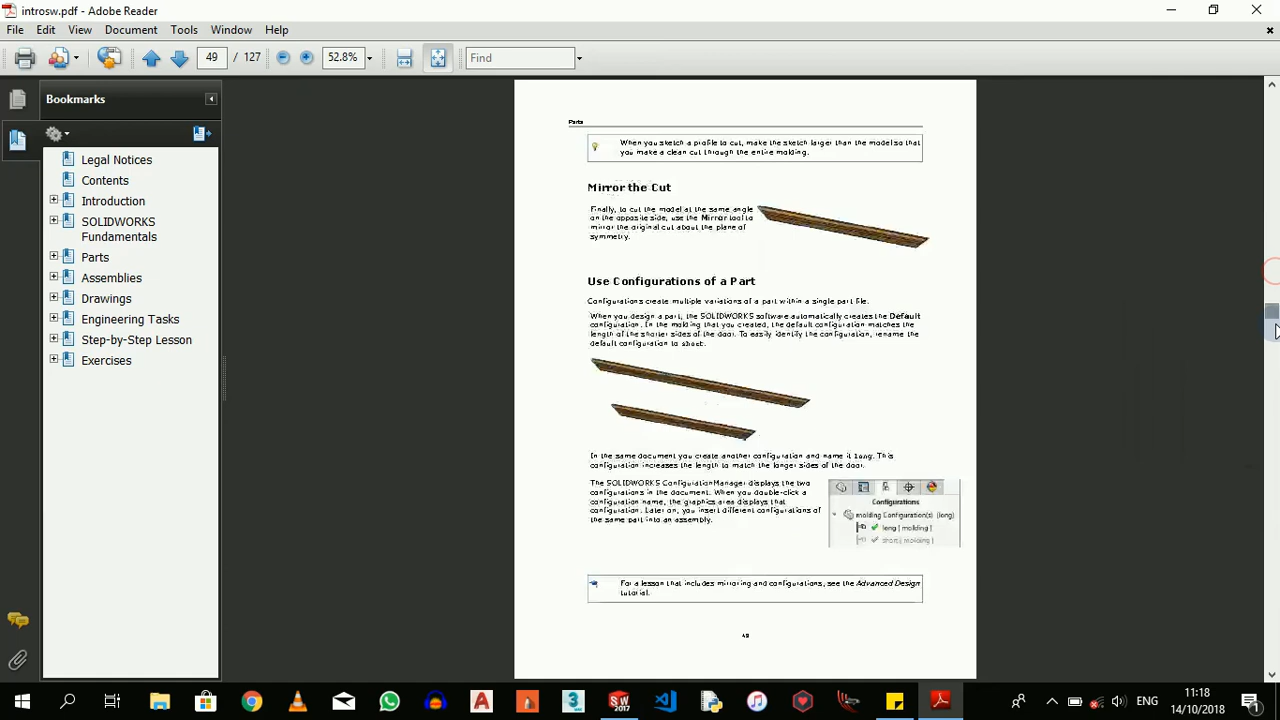 introsw.pdf - Adobe Reader
File Edit View Document Tools Window Help
49 / 127 52.8% Find
Bookmarks
Legal Notices
Contents
Introduction
SOLIDWORKS
Fundamentals
Parts
Assemblies
Drawings
Engineering Tasks
Step-by-Step Lesson
Exercises
Parts
When you sketch a profile to cut, make the sketch larger than the model so that
you make a clean cut through the entire molding.
Mirror the Cut
Finally, to cut the model at the same angle
on the opposite side, use the Mirror tool to
mirror the original cut about the plane of
symmetry.
Use Configurations of a Part
Configurations create multiple variations of a part within a single part file.
When you design a part, the SOLIDWORKS software automatically creates the Default
configuration. In the molding that you created, the default configuration matches the
length of the shorter sides of the door. To easily identify the configuration, rename the
default configuration to short.
In the same document you create another configuration and name it long. This
configuration increases the length to match the longer sides of the door.
The SOLIDWORKS ConfigurationManager displays the two
configurations in the document. When you double-click a
configuration name, the graphics area displays that
configuration. Later on, you insert different configurations of
the same part into an assembly.
Configurations
molding Configuration(s) (long)
long [ molding ]
short [ molding ]
For a lesson that includes mirroring and configurations, see the Advanced Design
tutorial.
49
SW
2017
ENG
11:18
14/10/2018